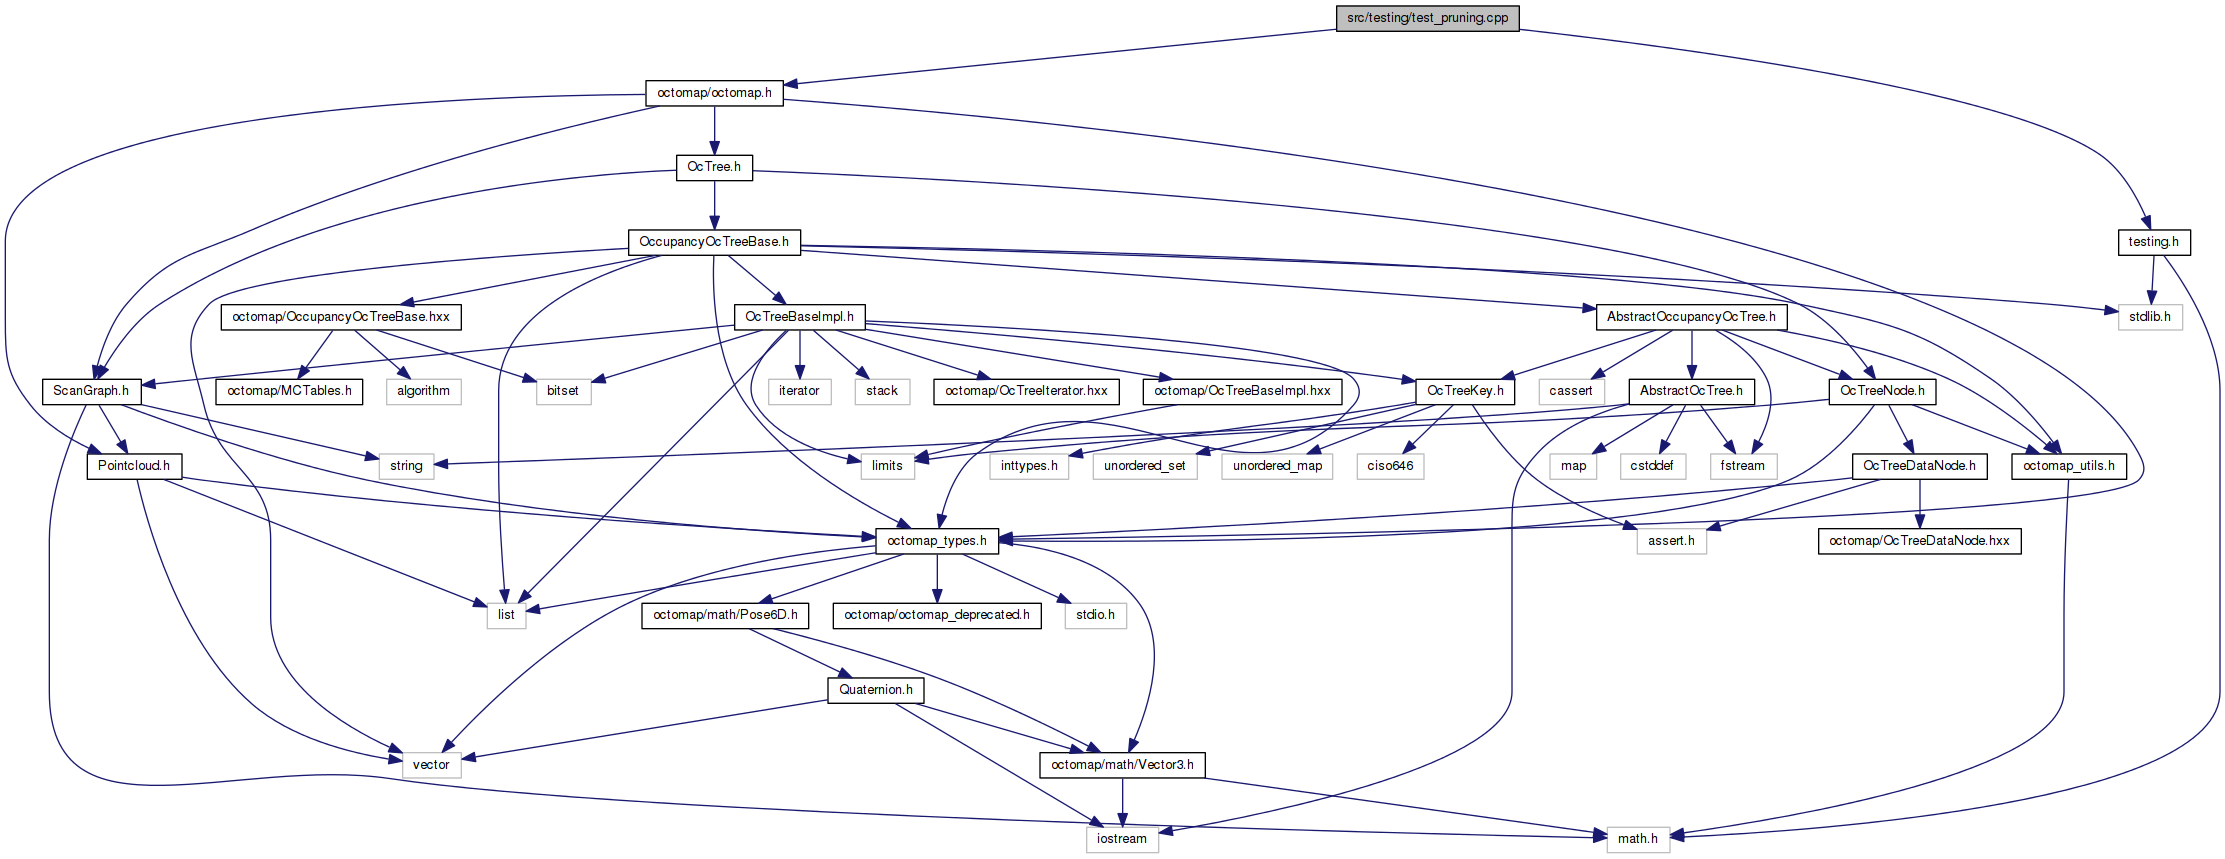 src/testing/test_pruning.cpp
octomap/octomap.h
OcTree.h
OccupancyOcTreeBase.h
testing.h
octomap/OccupancyOcTreeBase.hxx
OcTreeBaseImpl.h
AbstractOccupancyOcTree.h
stdlib.h
ScanGraph.h
octomap/MCTables.h
algorithm
bitset
iterator
stack
octomap/OcTreeIterator.hxx
octomap/OcTreeBaseImpl.hxx
OcTreeKey.h
cassert
AbstractOcTree.h
OcTreeNode.h
Pointcloud.h
string
limits
inttypes.h
unordered_set
unordered_map
ciso646
map
cstddef
fstream
OcTreeDataNode.h
octomap_utils.h
octomap_types.h
assert.h
octomap/OcTreeDataNode.hxx
list
octomap/math/Pose6D.h
octomap/octomap_deprecated.h
stdio.h
Quaternion.h
vector
octomap/math/Vector3.h
iostream
math.h